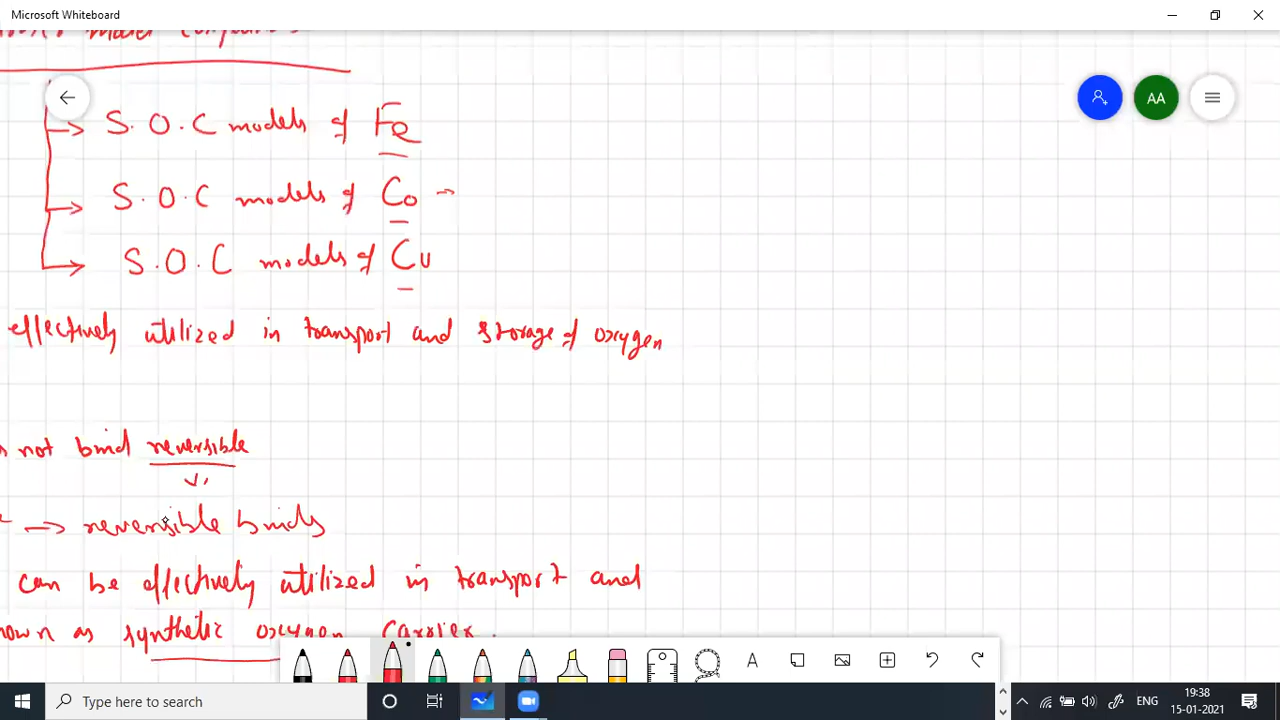 Microsoft Whiteboard
model compounds
S.O.C models of Fe
AA
S.O.C models of Co →
S.O.C models of Cu
effectively utilized in transport and storage of oxygen
not bind reversible
→ reversible binds
can be effectively utilized in transport and
as synthetic oxygen carrier.
A
Type here to search
ENG
19:38
15-01-2021